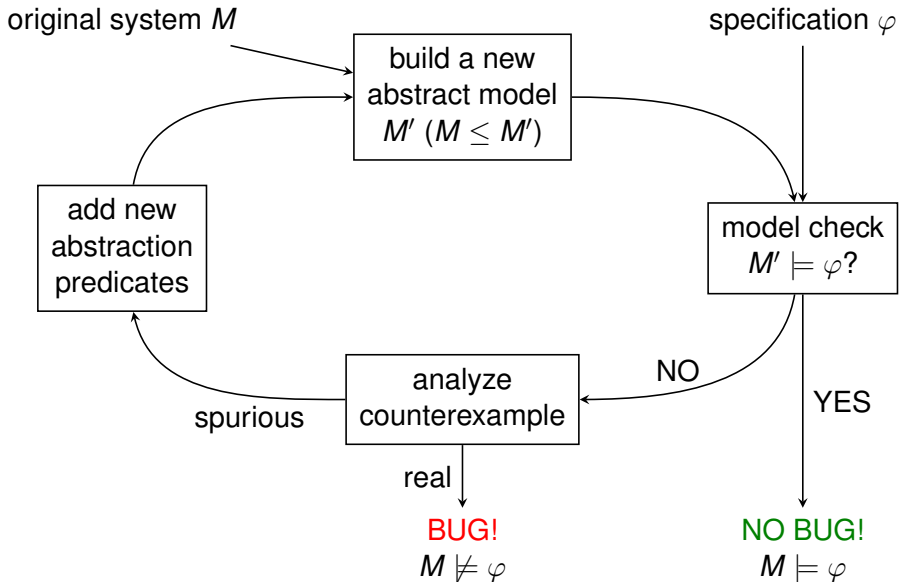 original system M
specification φ
build a new
abstract model
M′ (M ≤ M′)
add new
abstraction
predicates
model check
M′ ⊨ φ?
NO
analyze
counterexample
YES
spurious
real
BUG!
M ⊭ φ
NO BUG!
M ⊨ φ